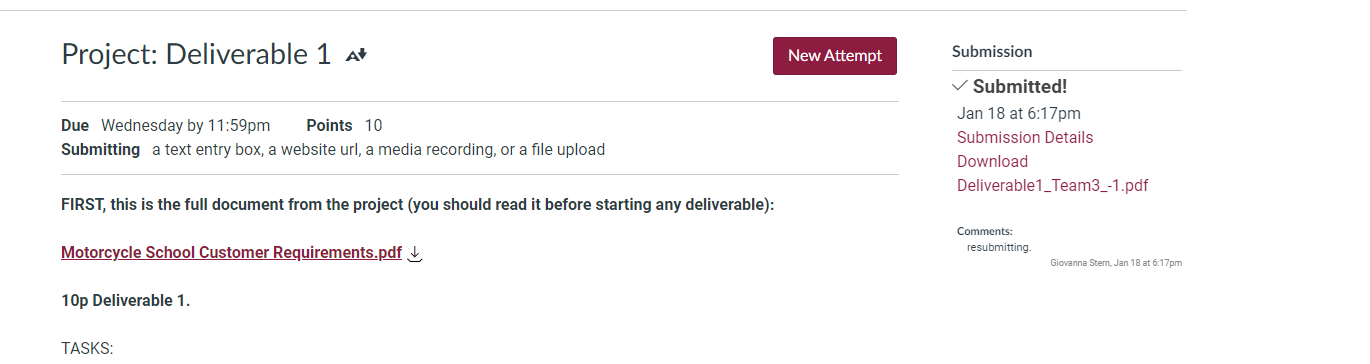 Project: Deliverable 1
New Attempt
Due Wednesday by 11:59pm Points 10
Submitting a text entry box, a website url, a media recording, or a file upload
FIRST, this is the full document from the project (you should read it before starting any deliverable):
Motorcycle School Customer Requirements.pdf
10p Deliverable 1.
TASKS:
Submission
Submitted!
Jan 18 at 6:17pm
Submission Details
Download
Deliverable1_Team3_-1.pdf
Comments:
resubmitting.
Giovanna Stern, Jan 18 at 6:17pm